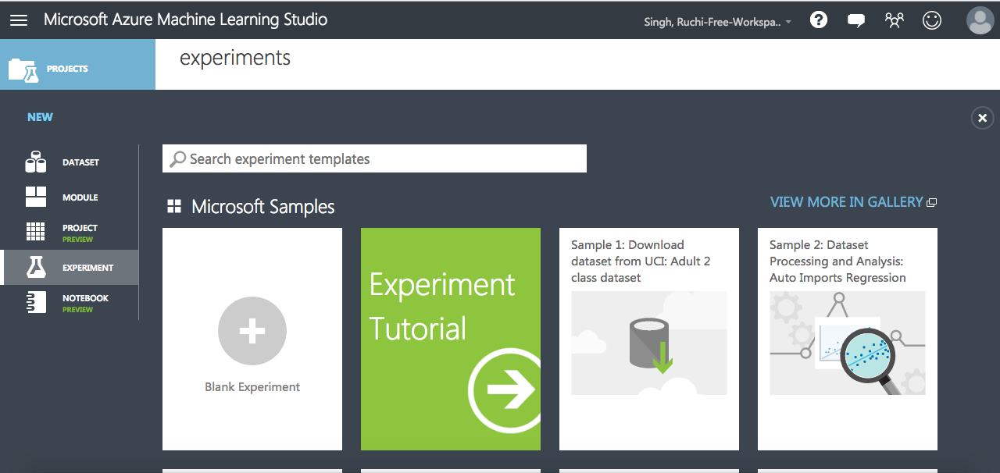 Microsoft Azure Machine Learning Studio
Singh, Ruchi-Free-Workspa..
?
PROJECTS
experiments
NEW
DATASET
MODULE
PROJECT
PREVIEW
EXPERIMENT
NOTEBOOK
PREVIEW
Search experiment templates
Microsoft Samples
VIEW MORE IN GALLERY
Blank Experiment
Experiment
Tutorial
Sample 1: Download
dataset from UCI: Adult 2
class dataset
Sample 2: Dataset
Processing and Analysis:
Auto Imports Regression